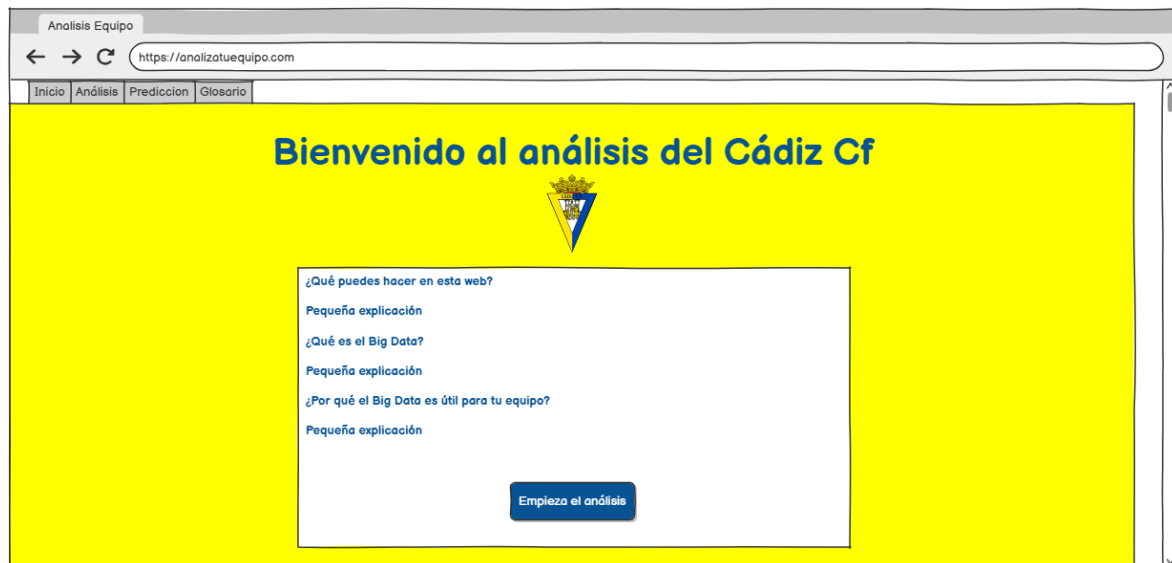 Analisis Equipo
https://analizatuequipo.com
Inicio Análisis Prediccion Glosario
Bienvenido al análisis del Cádiz Cf
¿Qué puedes hacer en esta web?
Pequeña explicación
¿Qué es el Big Data?
Pequeña explicación
¿Por qué el Big Data es útil para tu equipo?
Pequeña explicación
Empieza el análisis